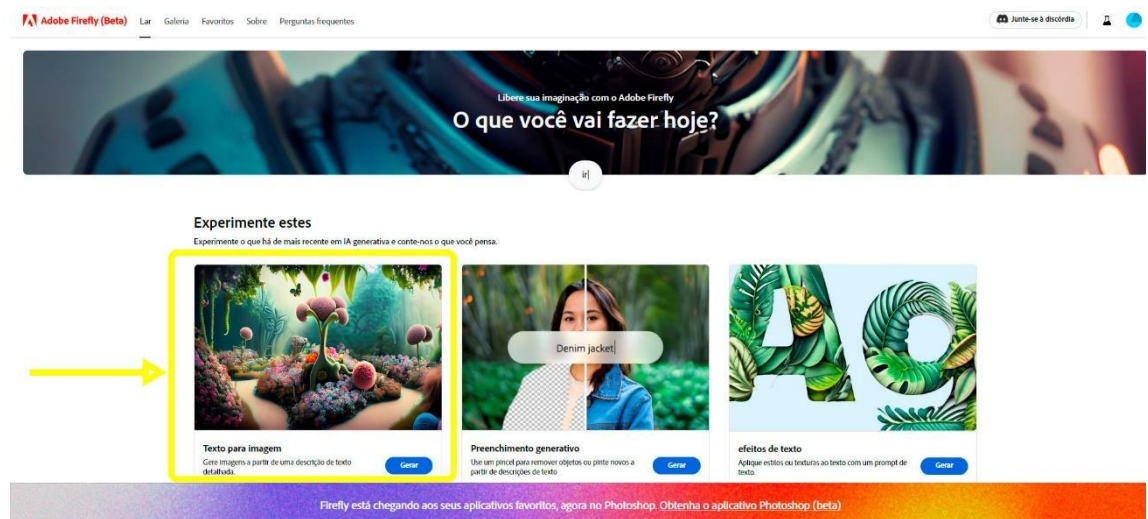 Adobe Firefly (Beta) Lar Galeria Favoritos Sobre Perguntas frequentes Junte-se à discórdia
Libere sua imaginação com o Adobe Firefly
O que você vai fazer hoje?
ir
Experimente estes
Experimente o que há de mais recente em IA generativa e conte-nos o que você pensa.
Denim jacket
Ag
Texto para imagem
Gere imagens a partir de uma descrição de texto
detalhada.
Gerar
Preenchimento generativo
Use um pincel para remover objetos ou pinte novos a
partir de descrições de texto
Gerar
efeitos de texto
Aplique estilos ou texturas ao texto com um prompt de
texto.
Gerar
Firefly está chegando aos seus aplicativos favoritos, agora no Photoshop. Obtenha o aplicativo Photoshop (beta)